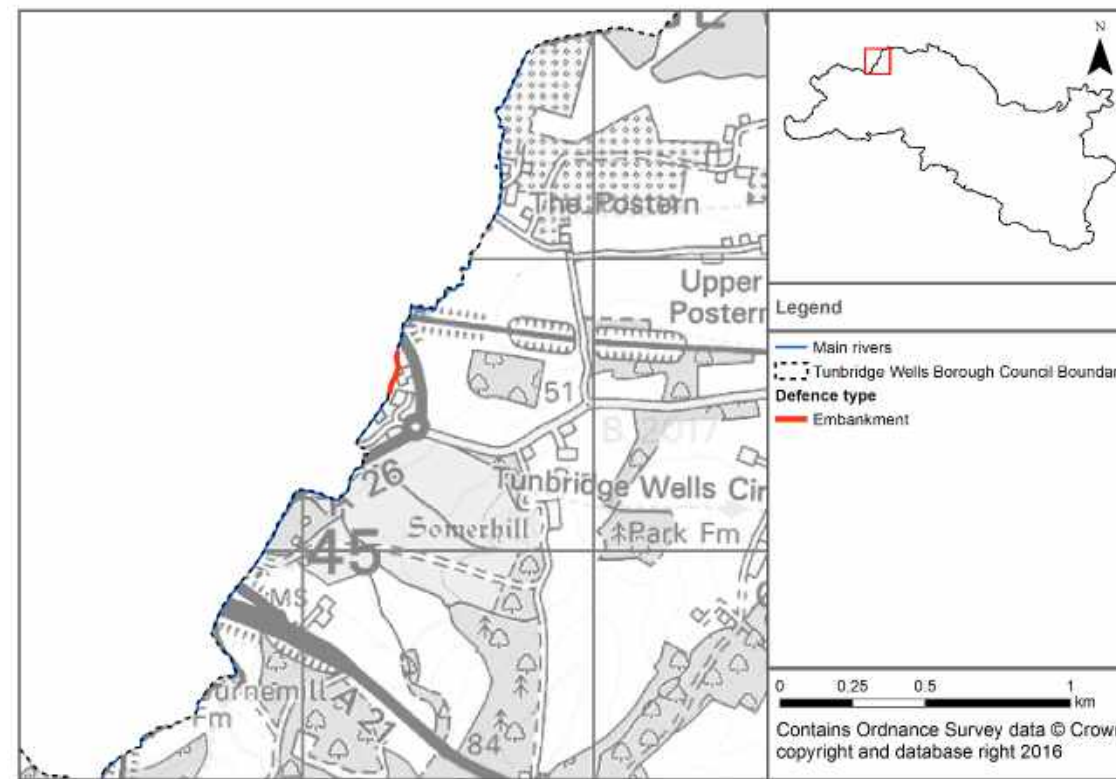 The Postern
Upper
Postern
51
B 2017
26
Tunbridge Wells Cir
Somerhill
Park Fm
45
MS
Fm
A 21
84
N
Legend
Main rivers
Tunbridge Wells Borough Council Boundar
Defence type
Embankment
0 0.25 0.5 1
km
Contains Ordnance Survey data © Crow
copyright and database right 2016